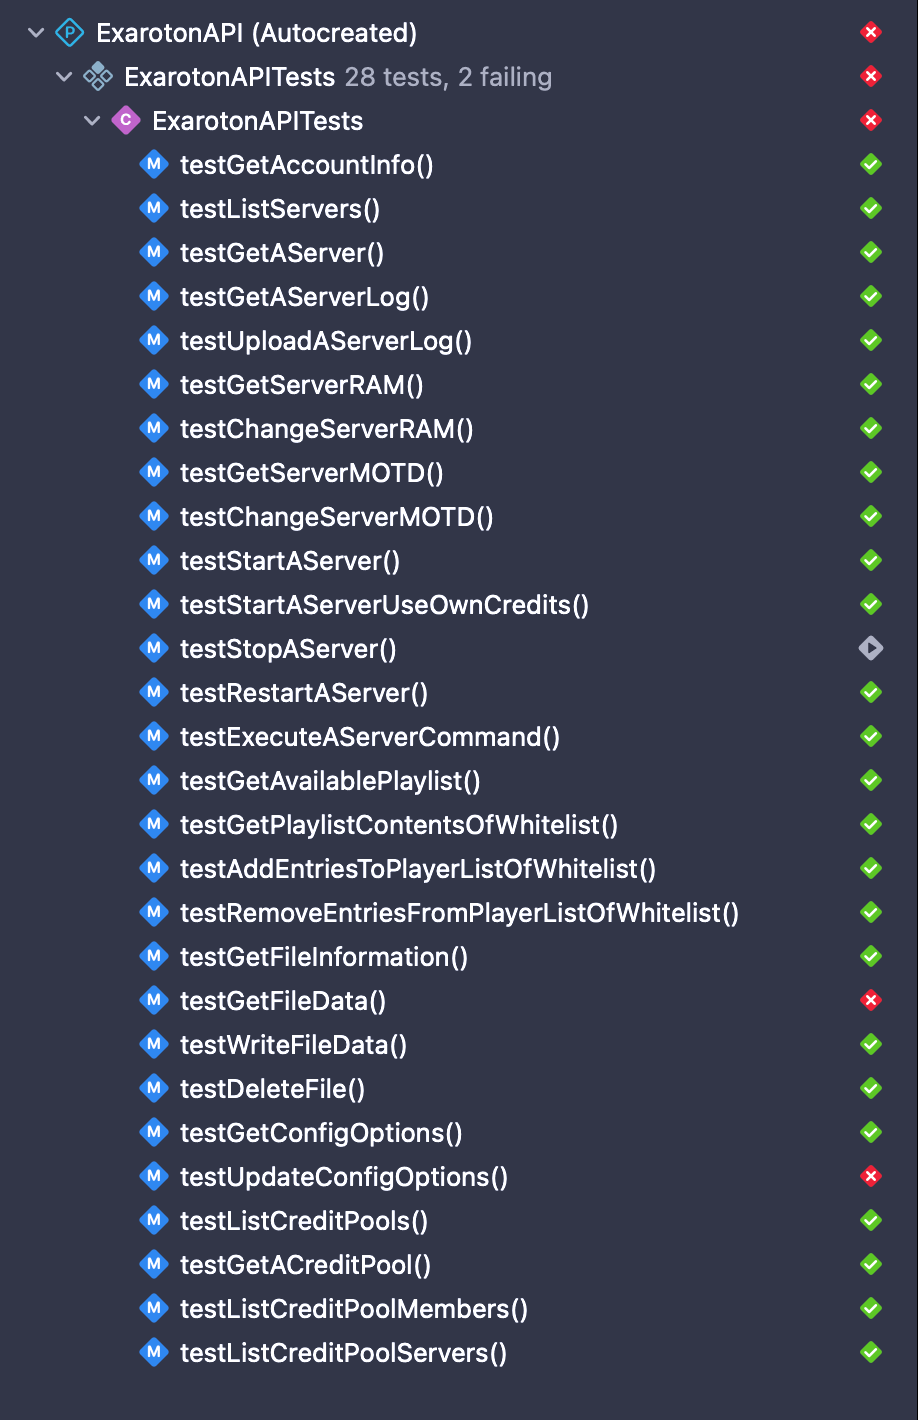 P ExarotonAPI (Autocreated)
ExarotonAPITests 28 tests, 2 failing
C ExarotonAPITests
M testGetAccountInfo()
M testListServers()
M testGetAServer()
M testGetAServerLog()
M testUploadAServerLog()
M testGetServerRAM()
M testChangeServerRAM()
M testGetServerMOTD()
M testChangeServerMOTD()
M testStartAServer()
M testStartAServerUseOwnCredits()
M testStopAServer()
M testRestartAServer()
M testExecuteAServerCommand()
M testGetAvailablePlaylist()
M testGetPlaylistContentsOfWhitelist()
M testAddEntriesToPlayerListOfWhitelist()
M testRemoveEntriesFromPlayerListOfWhitelist()
M testGetFileInformation()
M testGetFileData()
M testWriteFileData()
M testDeleteFile()
M testGetConfigOptions()
M testUpdateConfigOptions()
M testListCreditPools()
M testGetACreditPool()
M testListCreditPoolMembers()
M testListCreditPoolServers()